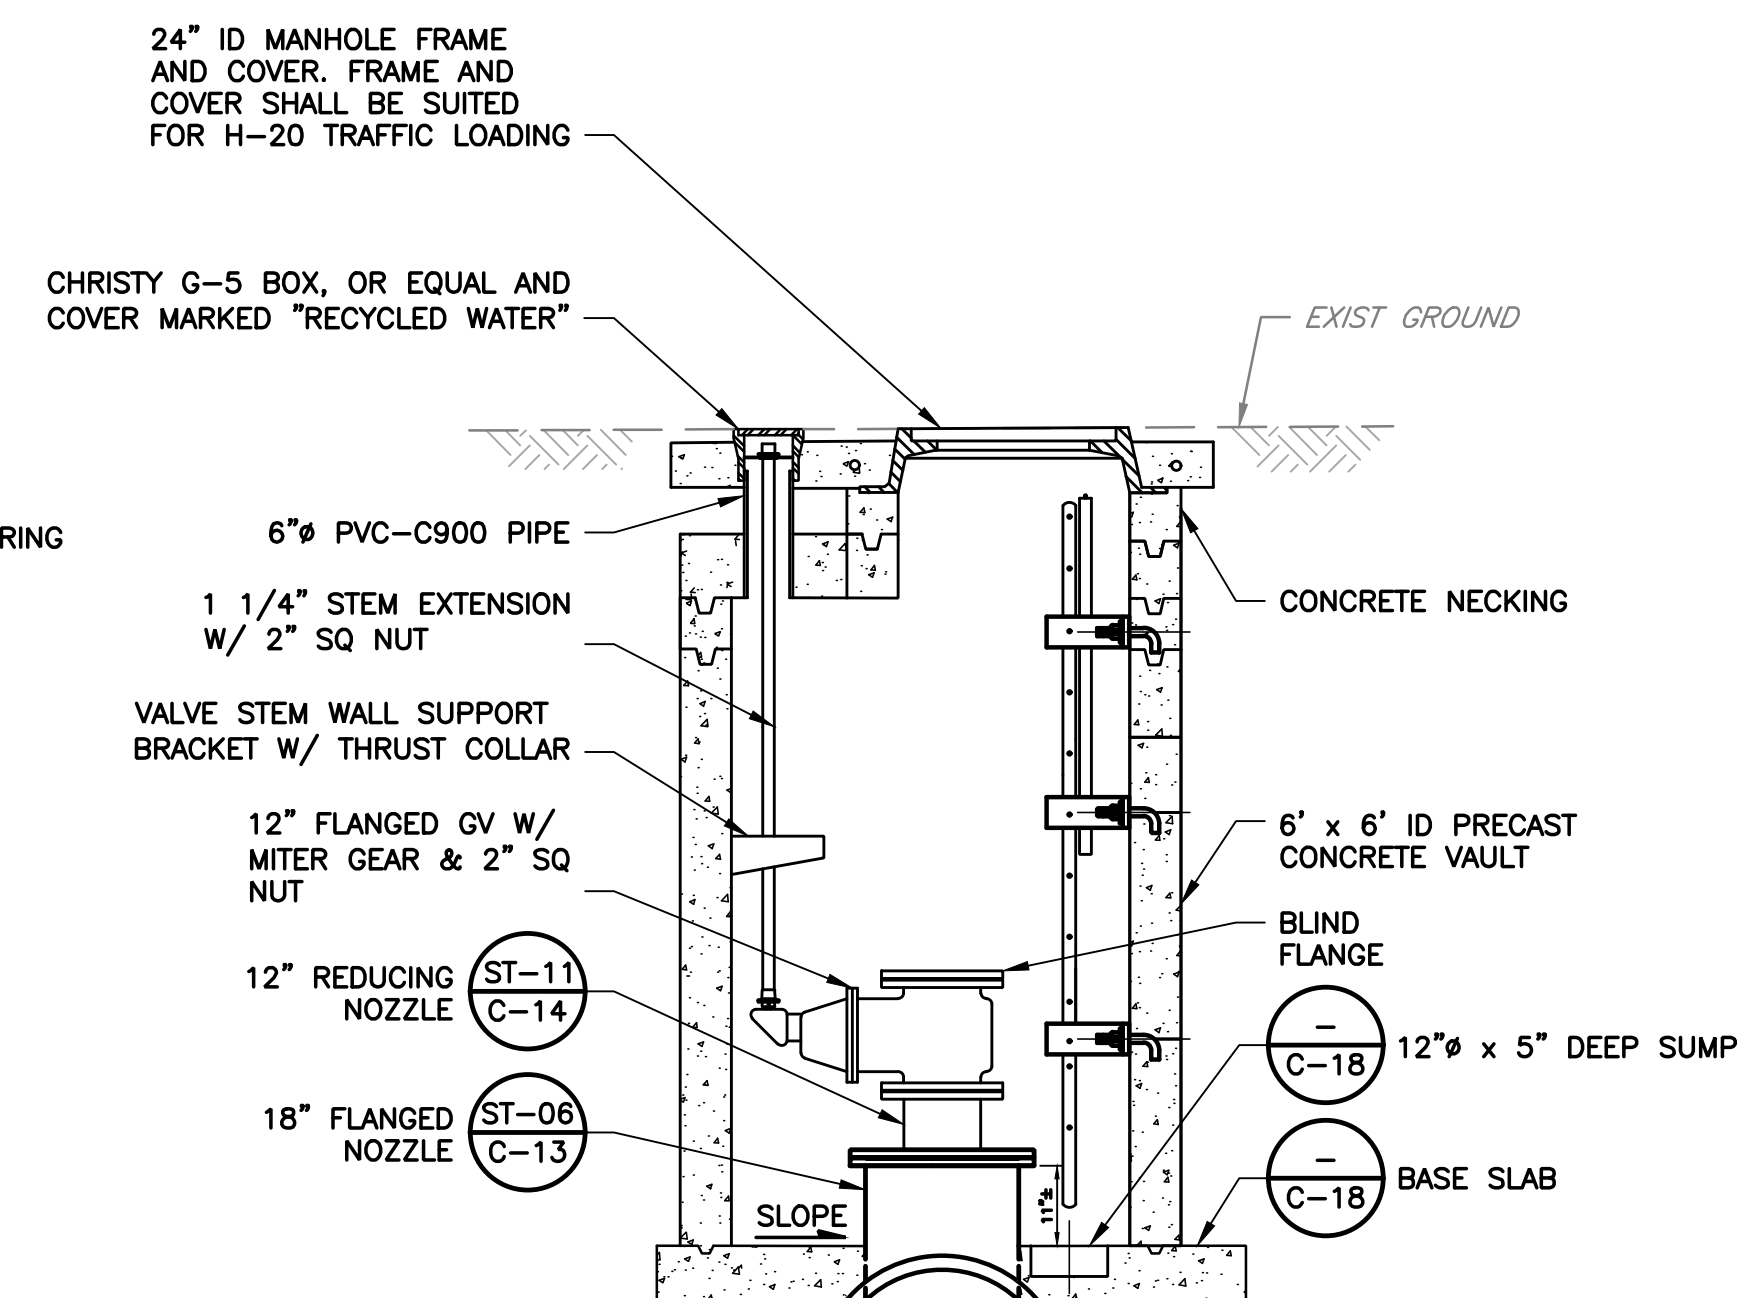 24" ID MANHOLE FRAME
AND COVER. FRAME AND
COVER SHALL BE SUITED
FOR H-20 TRAFFIC LOADING
CHRISTY G-5 BOX, OR EQUAL AND
COVER MARKED "RECYCLED WATER"
EXIST GROUND
RING
6"ø PVC-C900 PIPE
1 1/4" STEM EXTENSION
W/ 2" SQ NUT
CONCRETE NECKING
VALVE STEM WALL SUPPORT
BRACKET W/ THRUST COLLAR
12" FLANGED GV W/
MITER GEAR & 2" SQ
NUT
6' x 6' ID PRECAST
CONCRETE VAULT
BLIND
FLANGE
12" REDUCING
NOZZLE
ST-11
C-14
-
C-18
12"ø x 5" DEEP SUMP
18" FLANGED
NOZZLE
ST-06
C-13
-
C-18
BASE SLAB
11"±
SLOPE